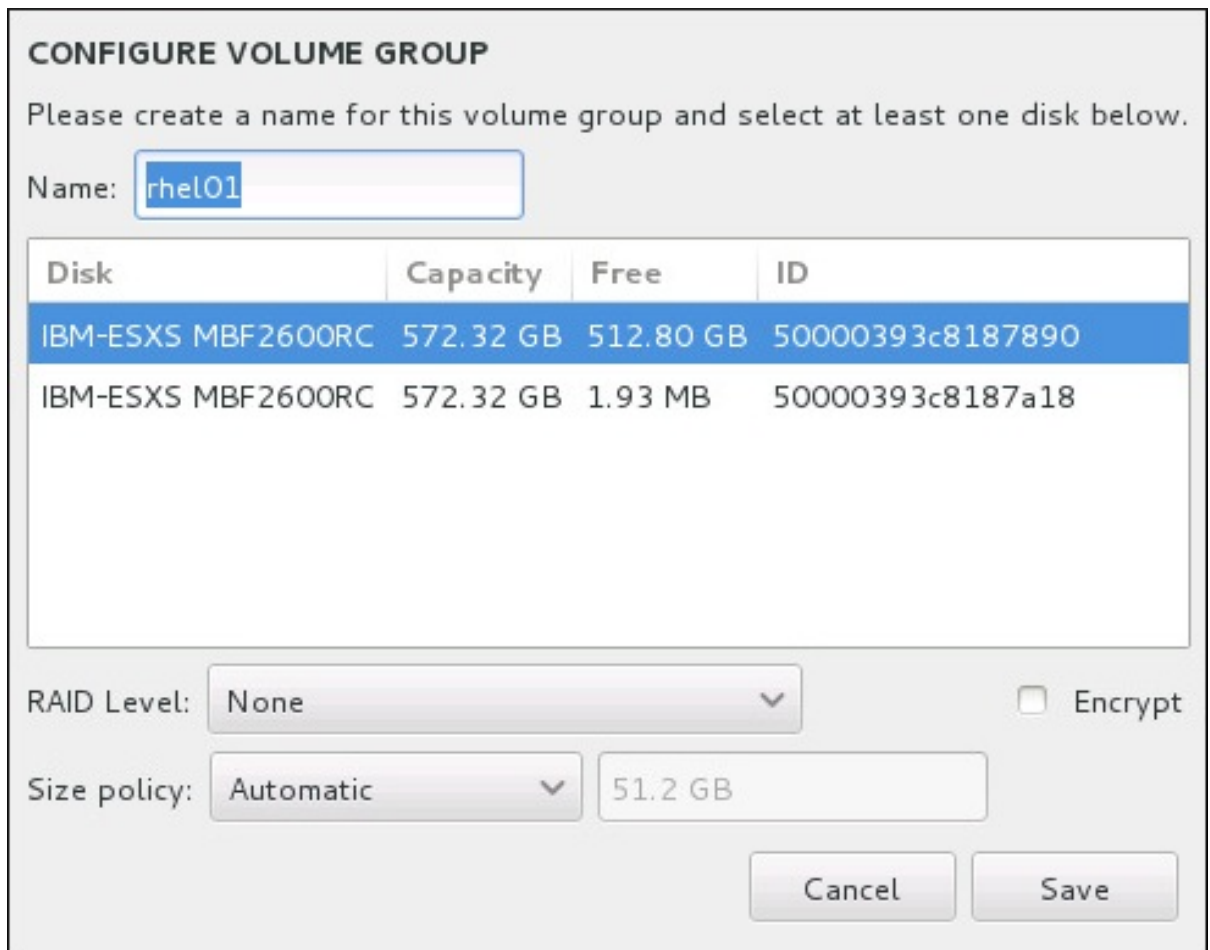 CONFIGURE VOLUME GROUP
Please create a name for this volume group and select at least one disk below.
Name: rhel01
Disk Capacity Free ID
IBM-ESXS MBF2600RC 572.32 GB 512.80 GB 50000393c8187890
IBM-ESXS MBF2600RC 572.32 GB 1.93 MB 50000393c8187a18
RAID Level: None Encrypt
Size policy: Automatic 51.2 GB
Cancel Save